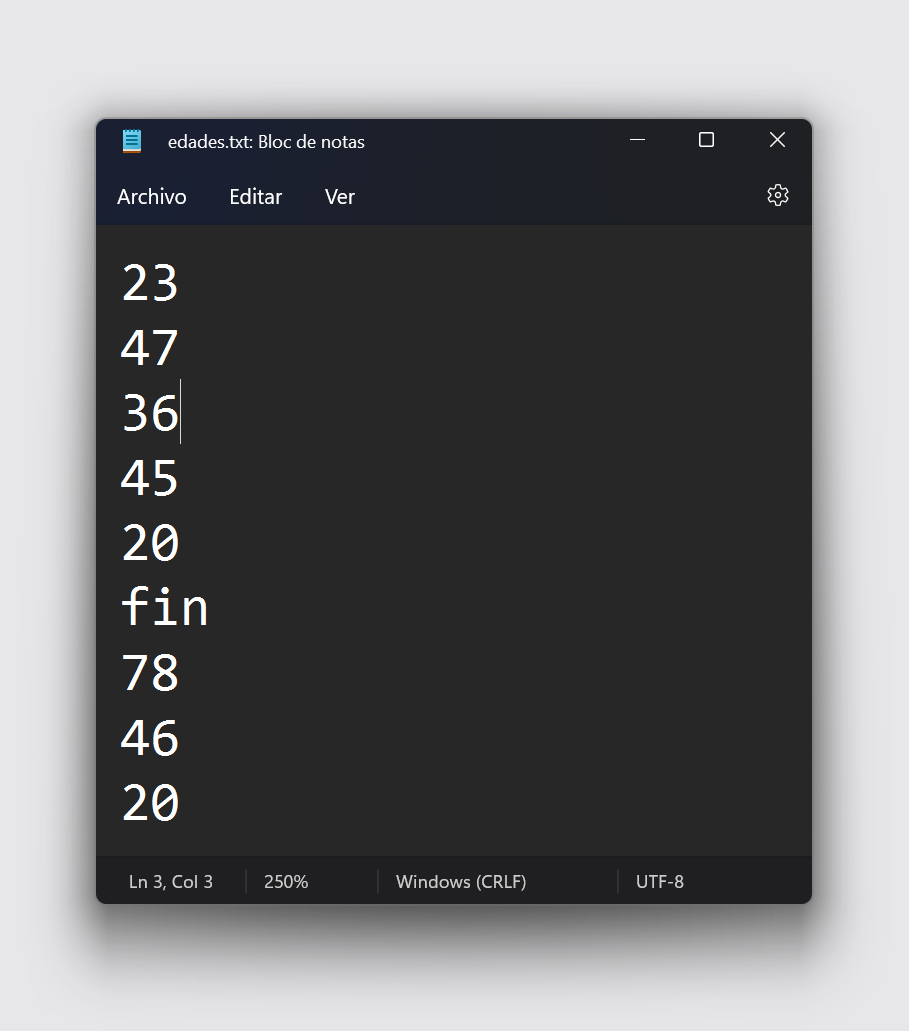 edades.txt: Bloc de notas
Archivo Editar Ver
23
47
36
45
20
fin
78
46
20
Ln 3, Col 3 250% Windows (CRLF) UTF-8